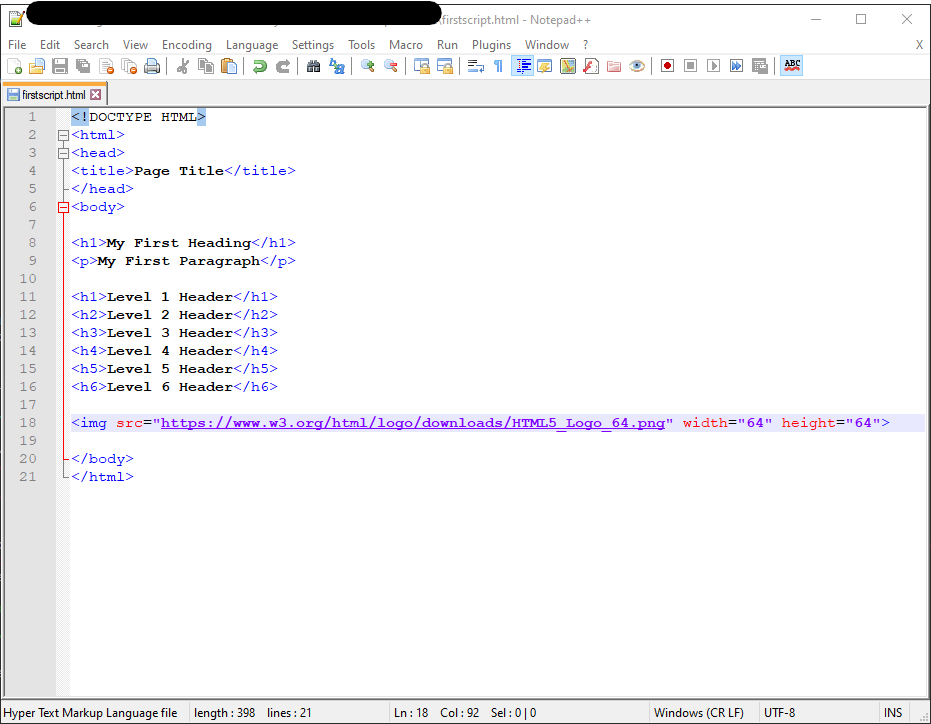 \firstscript.html - Notepad++
File Edit Search View Encoding Language Settings Tools Macro Run Plugins Window ? X
ABC
firstscript.html
1 <!DOCTYPE HTML>
2 <html>
3 <head>
4 <title>Page Title</title>
5 </head>
6 <body>
7
8 <h1>My First Heading</h1>
9 <p>My First Paragraph</p>
10
11 <h1>Level 1 Header</h1>
12 <h2>Level 2 Header</h2>
13 <h3>Level 3 Header</h3>
14 <h4>Level 4 Header</h4>
15 <h5>Level 5 Header</h5>
16 <h6>Level 6 Header</h6>
17
18 <img src="https://www.w3.org/html/logo/downloads/HTML5_Logo_64.png" width="64" height="64">
19
20 </body>
21 </html>
Hyper Text Markup Language file length : 398 lines : 21 Ln : 18 Col : 92 Sel : 0 | 0 Windows (CR LF) UTF-8 INS